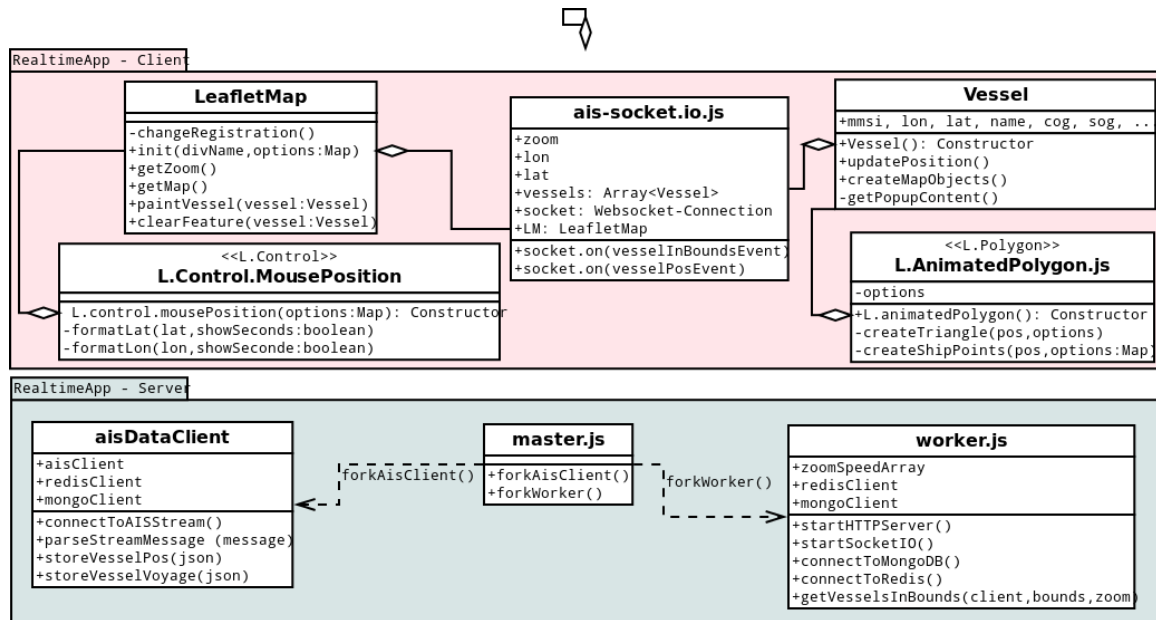 RealtimeApp - Client
LeafletMap
-changeRegistration()
+init(divName,options:Map)
+getZoom()
+getMap()
+paintVessel(vessel:Vessel)
+clearFeature(vessel:Vessel)
ais-socket.io.js
+zoom
+lon
+lat
+vessels: Array<Vessel>
+socket: Websocket-Connection
+LM: LeafletMap
+socket.on(vesselInBoundsEvent)
+socket.on(vesselPosEvent)
Vessel
+mmsi, lon, lat, name, cog, sog, ...
+Vessel(): Constructor
+updatePosition()
+createMapObjects()
-getPopupContent()
<<L.Control>>
L.Control.MousePosition
L.control.mousePosition(options:Map): Constructor
-formatLat(lat,showSeconds:boolean)
-formatLon(lon,showSeconde:boolean)
<<L.Polygon>>
L.AnimatedPolygon.js
-options
+L.animatedPolygon(): Constructor
-createTriangle(pos,options)
-createShipPoints(pos,options:Map)
RealtimeApp - Server
aisDataClient
+aisClient
+redisClient
+mongoClient
+connectToAISStream()
+parseStreamMessage (message)
+storeVesselPos(json)
+storeVesselVoyage(json)
forkAisClient()
master.js
+forkAisClient()
+forkWorker()
forkWorker()
worker.js
+zoomSpeedArray
+redisClient
+mongoClient
+startHTTPServer()
+startSocketIO()
+connectToMongoDB()
+connectToRedis()
+getVesselsInBounds(client,bounds,zoom)